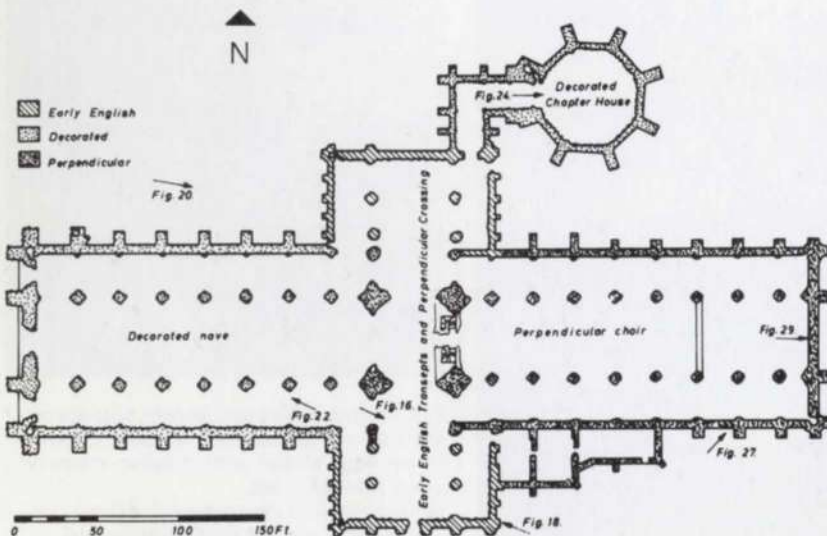 N
Early English
Decorated
Perpendicular
Fig. 20.
Fig. 24.
Decorated
Chapter House
Decorated nave
Early English Transepts and Perpendicular Crossing
Perpendicular choir
Fig. 29.
Fig. 22
Fig. 16.
Fig. 27.
Fig. 18.
0 50 100 150 Ft.